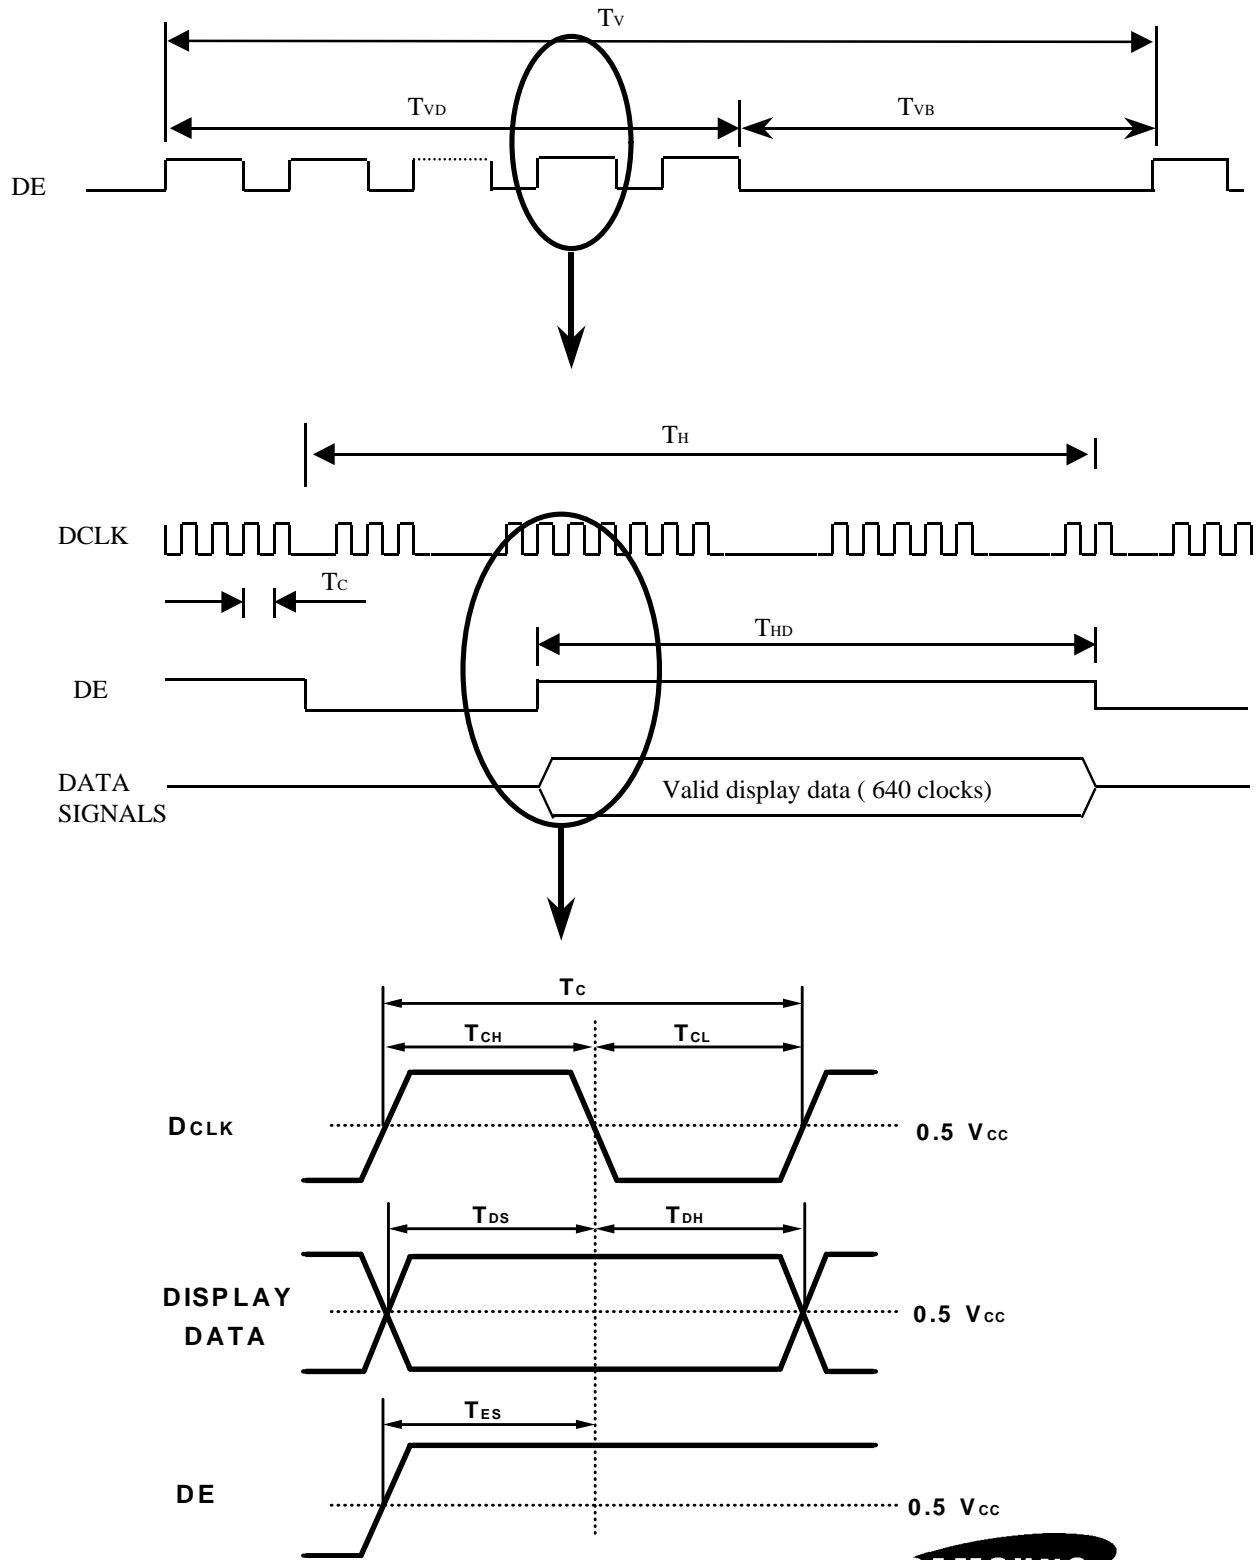 TV
TVD
TVB
DE
TH
DCLK
TC
THD
DE
DATA
SIGNALS
Valid display data ( 640 clocks)
TC
TCH
TCL
DCLK
0.5 VCC
TDS
TDH
DISPLAY
DATA
0.5 VCC
TES
DE
0.5 VCC